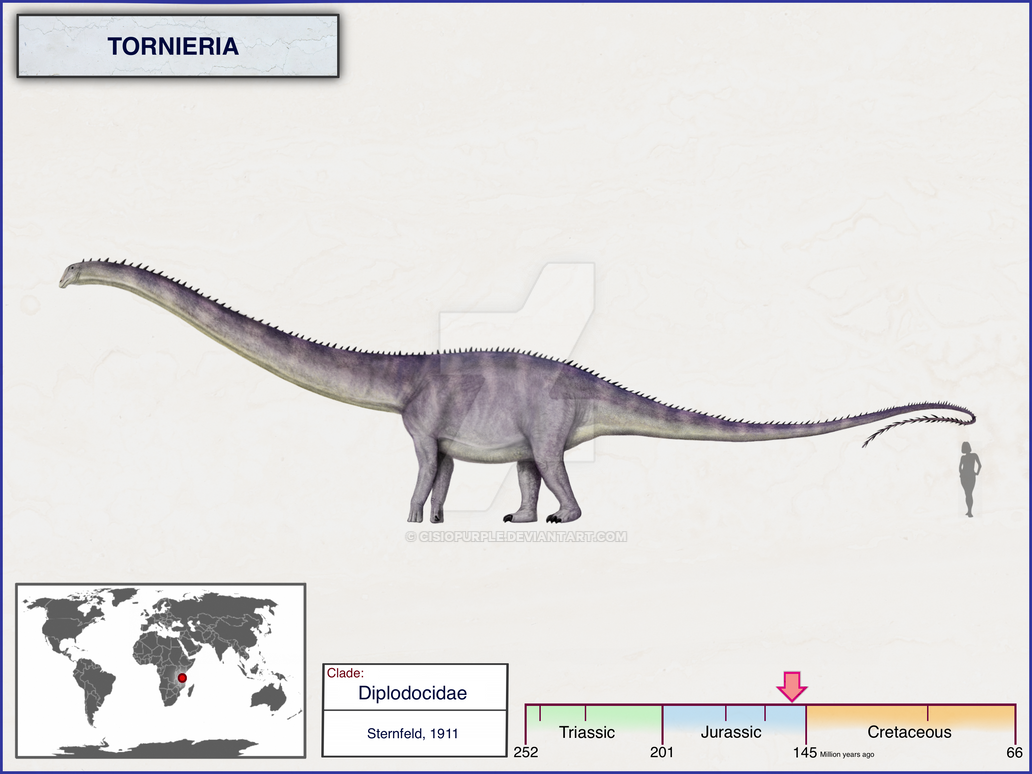 TORNIERIA
© CISIOPURPLE.DEVIANTART.COM
Clade:
Diplodocidae
Sternfeld, 1911
Triassic Jurassic Cretaceous
252 201 145 Million years ago 66